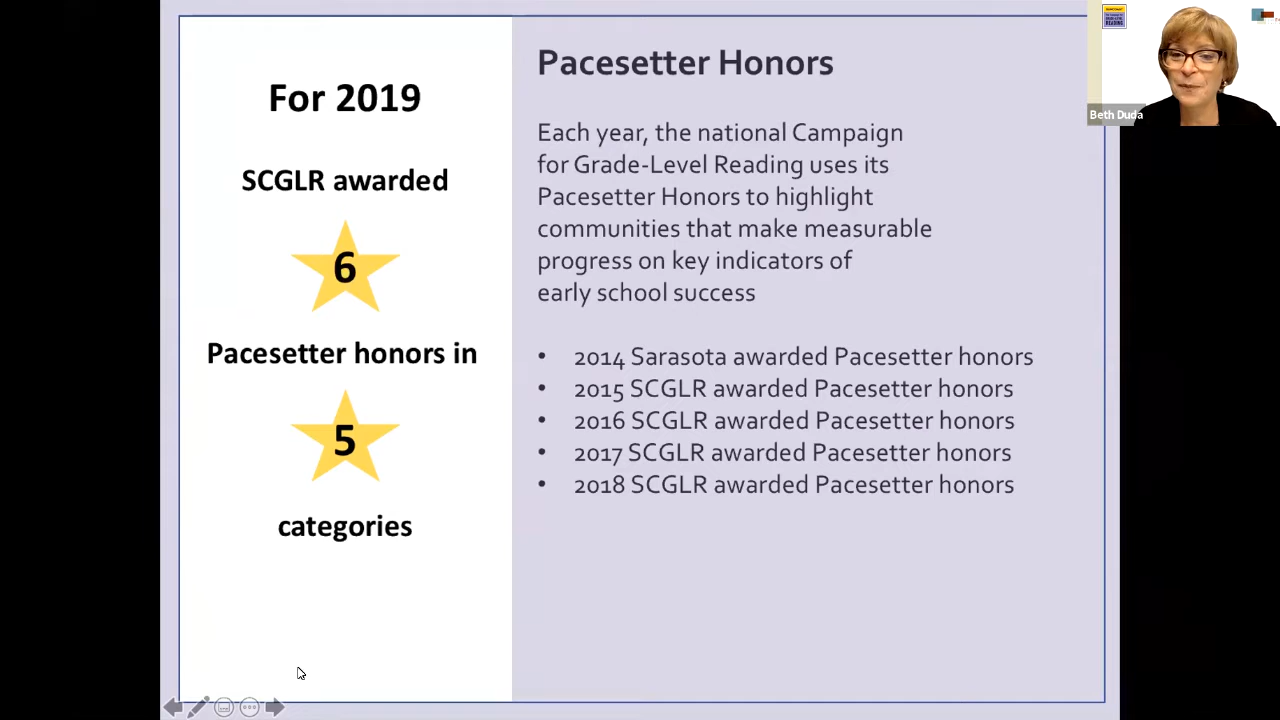 For 2019
SCGLR awarded
6
Pacesetter honors in
5
categories
Pacesetter Honors
Each year, the national Campaign
for Grade-Level Reading uses its
Pacesetter Honors to highlight
communities that make measurable
progress on key indicators of
early school success
• 2014 Sarasota awarded Pacesetter honors
• 2015 SCGLR awarded Pacesetter honors
• 2016 SCGLR awarded Pacesetter honors
• 2017 SCGLR awarded Pacesetter honors
• 2018 SCGLR awarded Pacesetter honors
READING
Beth Duda